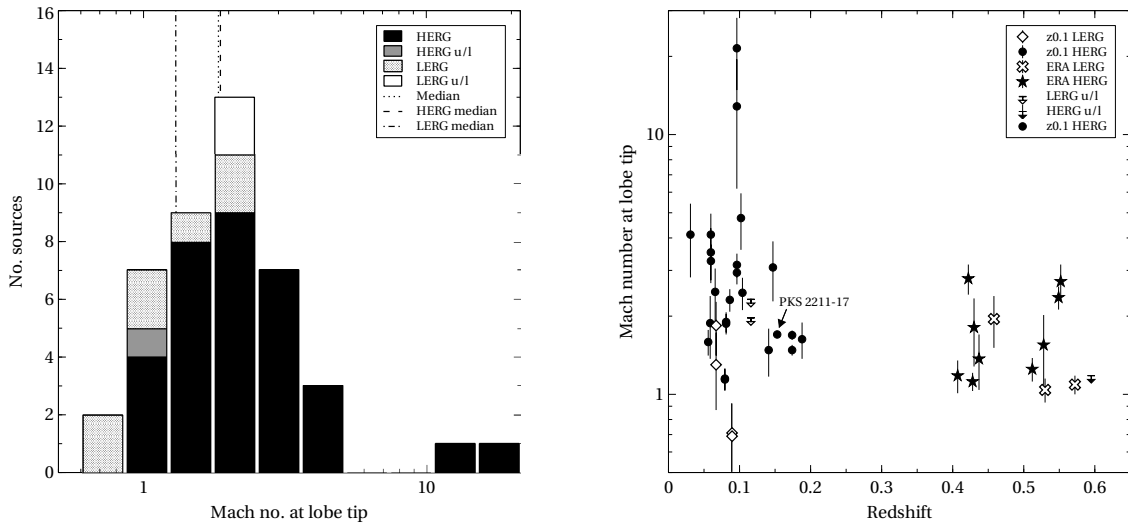 16
14
12
10
8
6
4
2
0
No. sources
1
10
Mach no. at lobe tip
HERG
HERG u/l
LERG
LERG u/l
Median
HERG median
LERG median
10
1
Mach number at lobe tip
0
0.1
0.2
0.3
0.4
0.5
0.6
Redshift
z0.1 LERG
z0.1 HERG
ERA LERG
ERA HERG
LERG u/l
HERG u/l
z0.1 HERG
PKS 2211-17